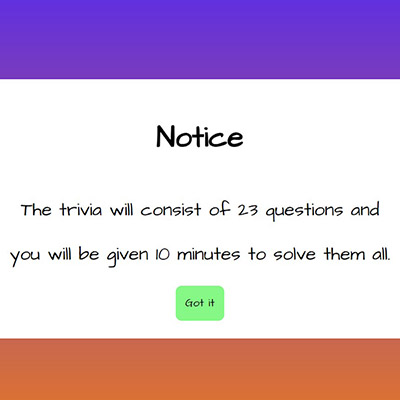 Notice
The trivia will consist of 23 questions and
you will be given 10 minutes to solve them all.
Got it